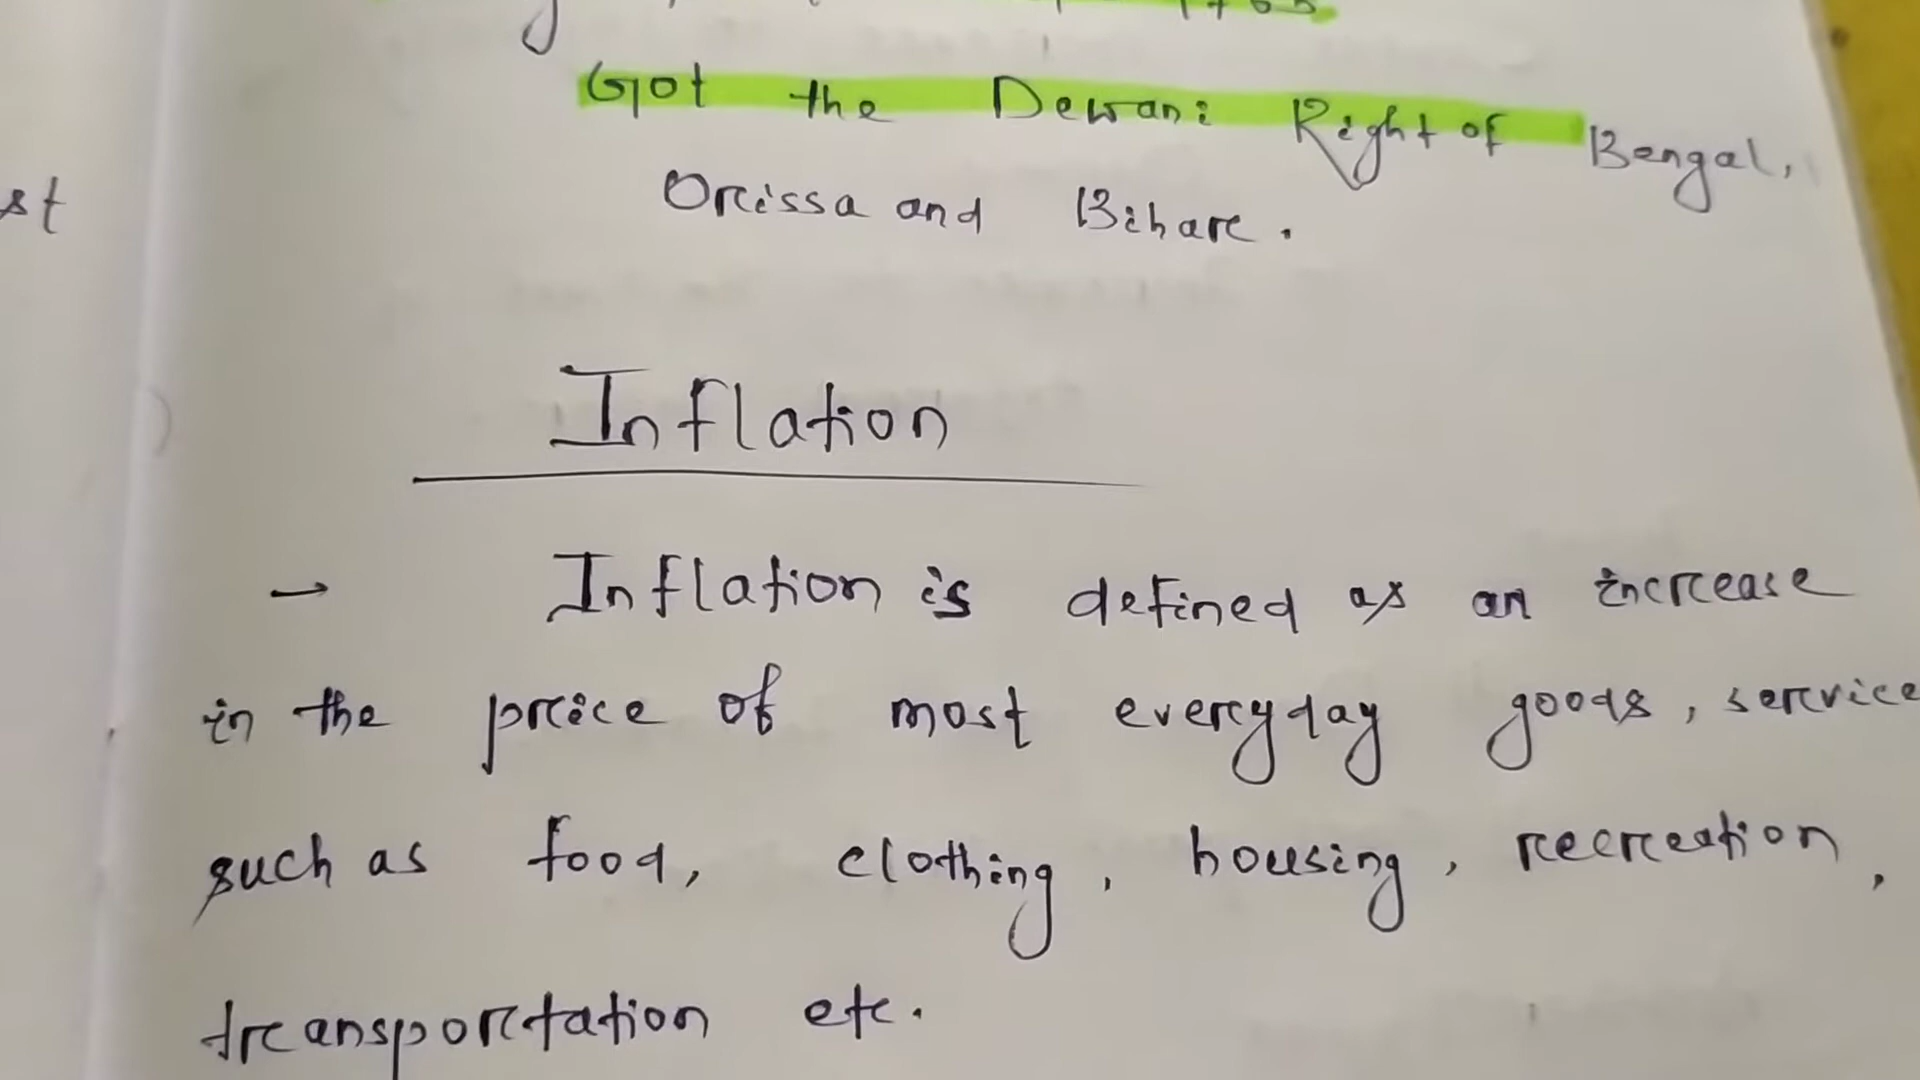 st
Got the Dewani Right of Bengal,
Orissa and Bihar.
Inflation
→ Inflation is defined as an increase
in the price of most everyday goods, service
such as food, clothing, housing, recreation,
transportation etc.